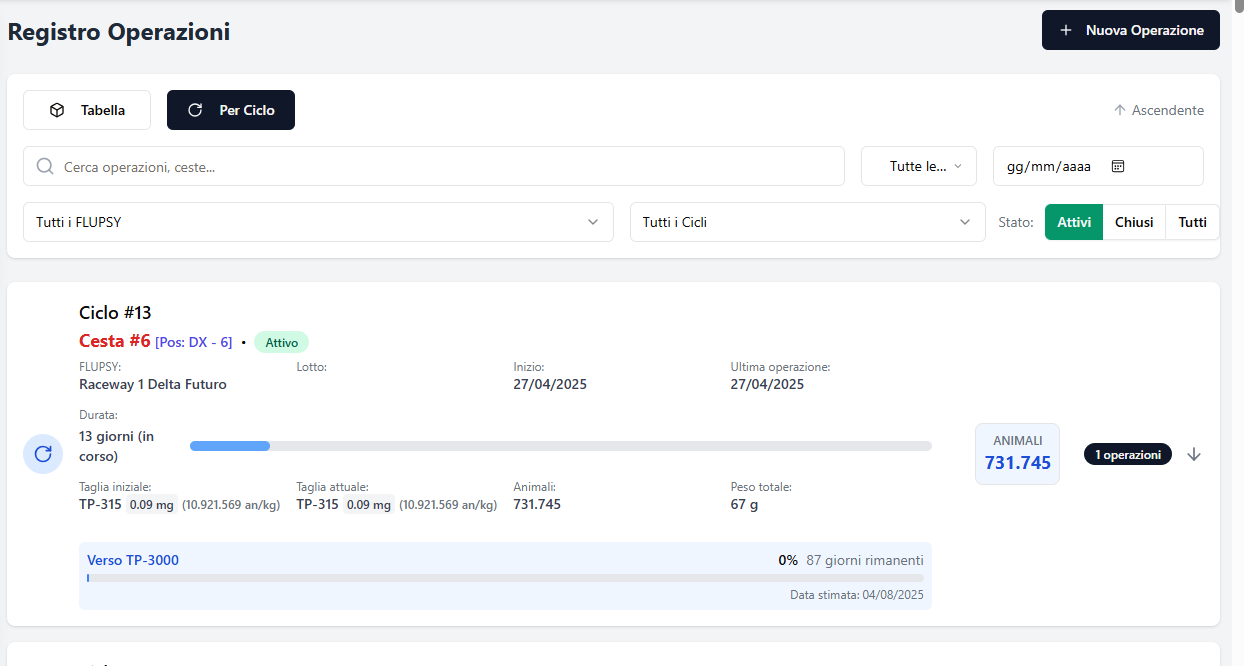 Registro Operazioni
Nuova Operazione
Tabella
Per Ciclo
Ascendente
Cerca operazioni, ceste...
Tutte le...
gg/mm/aaaa
Tutti i FLUPSY
Tutti i Cicli
Stato:
Attivi
Chiusi
Tutti
Ciclo #13
Cesta #6 [Pos: DX - 6] • Attivo
FLUPSY:
Raceway 1 Delta Futuro
Lotto:
Inizio:
27/04/2025
Ultima operazione:
27/04/2025
Durata:
13 giorni (in
corso)
Taglia iniziale:
TP-315 0.09 mg (10.921.569 an/kg)
Taglia attuale:
TP-315 0.09 mg (10.921.569 an/kg)
Animali:
731.745
Peso totale:
67 g
ANIMALI
731.745
1 operazioni
Verso TP-3000
0% 87 giorni rimanenti
Data stimata: 04/08/2025